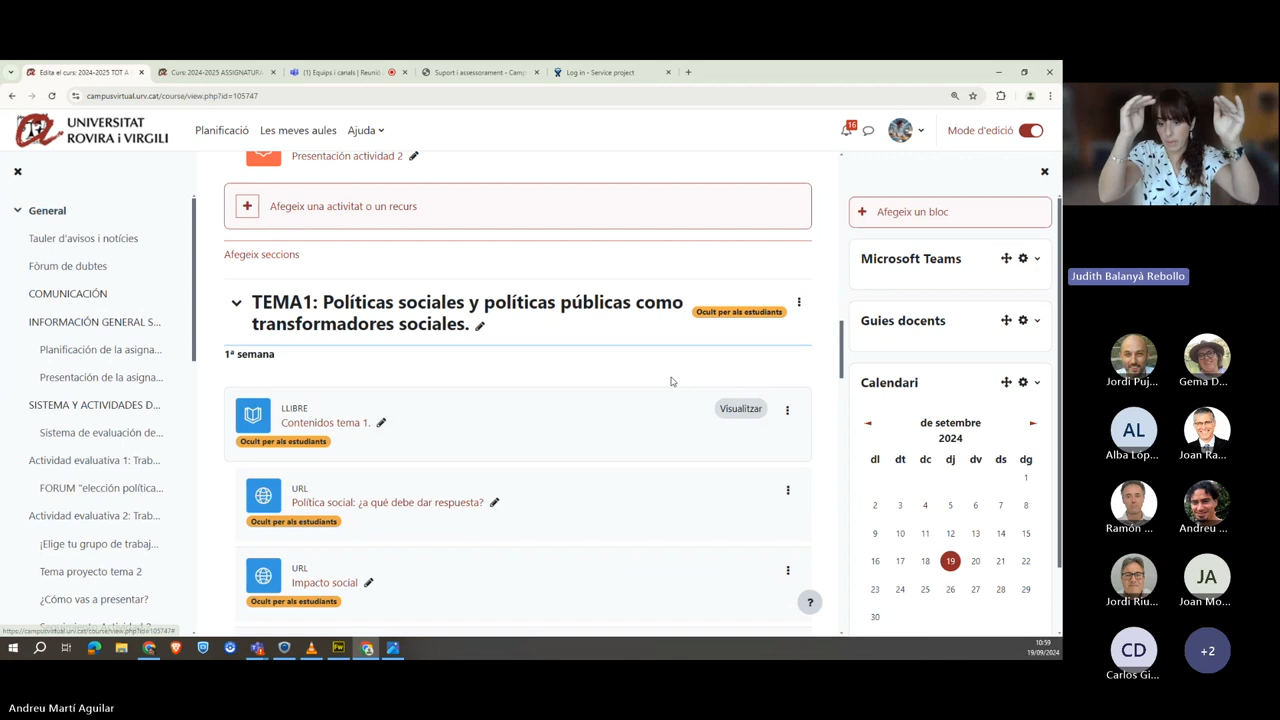 Edita el curs: 2024-2025 TOT A
Curs: 2024-2025 ASSIGNATURA
(1) Equips i canals | Reunió
Suport i assessorament - Camp
Log in - Service project
campusvirtual.urv.cat/course/view.php?id=105747
UNIVERSITAT
ROVIRA i VIRGILI
Planificació
Les meves aules
Ajuda
16
Mode d'edició
General
Tauler d'avisos i notícies
Fòrum de dubtes
COMUNICACIÓN
INFORMACIÓN GENERAL S...
Planificación de la asigna...
Presentación de la asigna...
SISTEMA Y ACTIVIDADES D...
Sistema de evaluación de...
Actividad evaluativa 1: Trab...
FORUM "elección política...
Actividad evaluativa 2: Trab...
¡Elige tu grupo de trabaj...
Tema proyecto tema 2
¿Cómo vas a presentar?
https://campusvirtual.urv.cat/course/view.php?id=105747#
Presentación actividad 2
Afegeix una activitat o un recurs
Afegeix seccions
TEMA1: Políticas sociales y políticas públicas como
transformadores sociales.
Ocult per als estudiants
1ª semana
LLIBRE
Contenidos tema 1.
Visualitzar
Ocult per als estudiants
URL
Política social: ¿a qué debe dar respuesta?
Ocult per als estudiants
URL
Impacto social
Ocult per als estudiants
?
Afegeix un bloc
Microsoft Teams
Guies docents
Calendari
de setembre
2024
dl dt dc dj dv ds dg
1
2 3 4 5 6 7 8
9 10 11 12 13 14 15
16 17 18 19 20 21 22
23 24 25 26 27 28 29
30
Fw
10:59
19/09/2024
Judith Balanyà Rebollo
Jordi Puj...
Gema D...
AL
Alba Lóp...
Joan Ra...
Ramón ...
Andreu ...
Jordi Riu...
JA
Joan Mo...
CD
Carlos Gi...
+2
Andreu Martí Aguilar